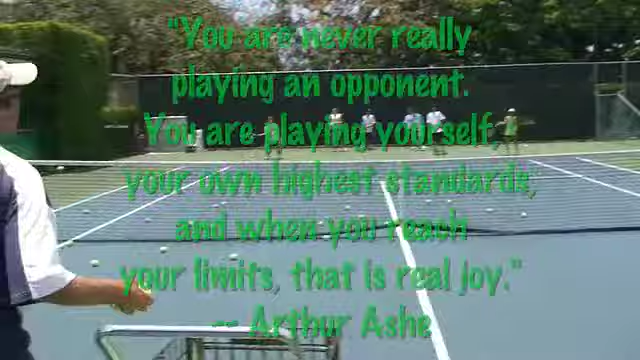 "You are never really
playing an opponent.
You are playing yourself,
your own highest standards,
and when you reach
your limits, that is real joy."
-- Arthur Ashe